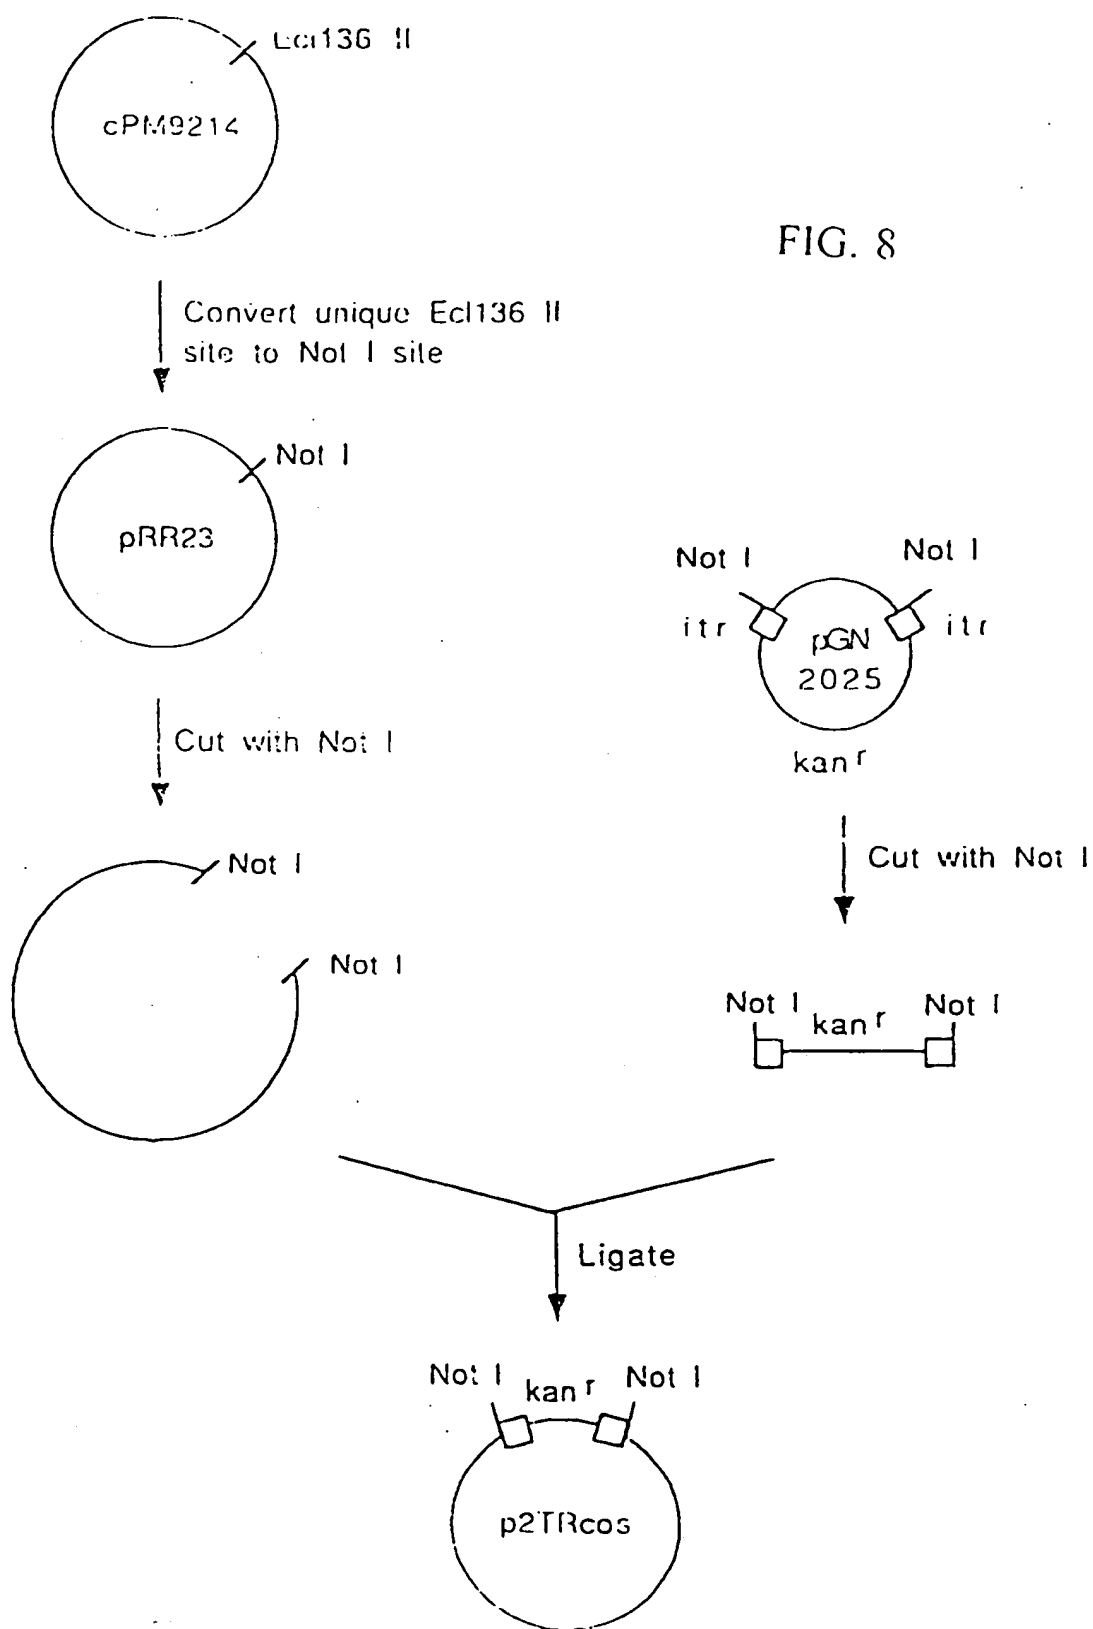 Ecl136 II
cPM9214
FIG. 8
Convert unique Ecl136 II
site to Not I site
Not I
pRR23
Not I
Not I
itr
itr
pGN
2025
kan r
Cut with Not I
Cut with Not I
Not I
Not I
Not I
kan r
Not I
Ligate
Not I
kan r
Not I
p2TRcos